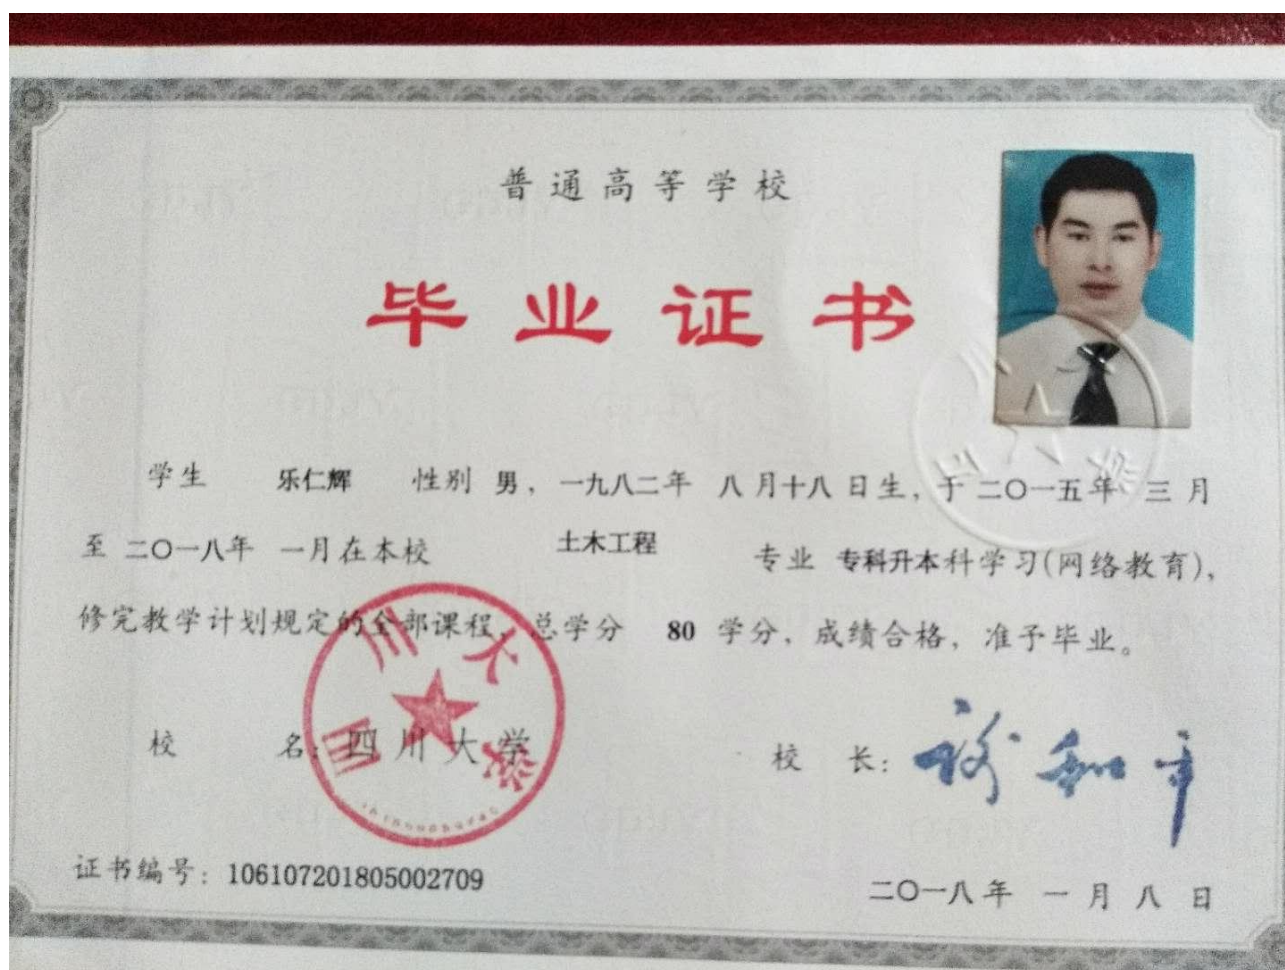 普通高等学校
毕业证书
学生 乐仁辉 性别 男，一九八二年 八月十八日生，于二〇一五年 三月
至 二〇一八年 一月在本校 土木工程 专业 专科升本科学习(网络教育)，
修完教学计划规定的全部课程，总学分 80 学分，成绩合格，准予毕业。
校 名：四川大学
四川大学
校 长：
证书编号：106107201805002709
二〇一八年 一月八日